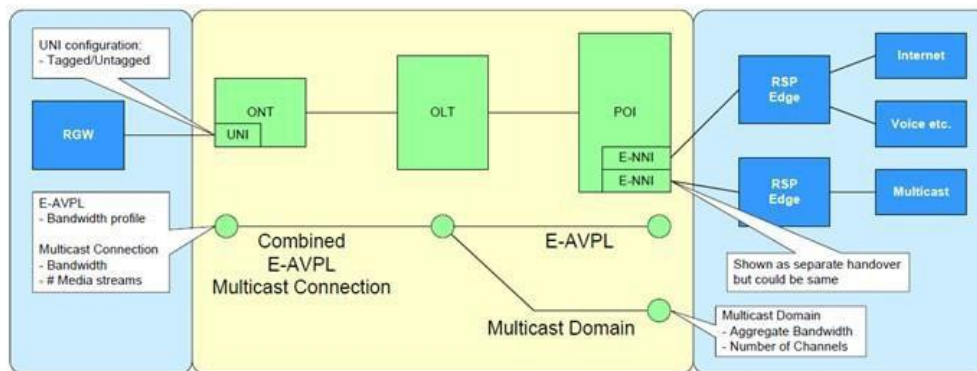 UNI configuration:
- Tagged/Untagged
RGW
ONT
UNI
OLT
POI
E-NNI
E-NNI
RSP
Edge
Internet
Voice etc.
RSP
Edge
Multicast
E-AVPL
- Bandwidth profile
Multicast Connection
- Bandwidth
- # Media streams
Combined
E-AVPL
Multicast Connection
E-AVPL
Multicast Domain
Shown as separate handover
but could be same
Multicast Domain
- Aggregate Bandwidth
- Number of Channels